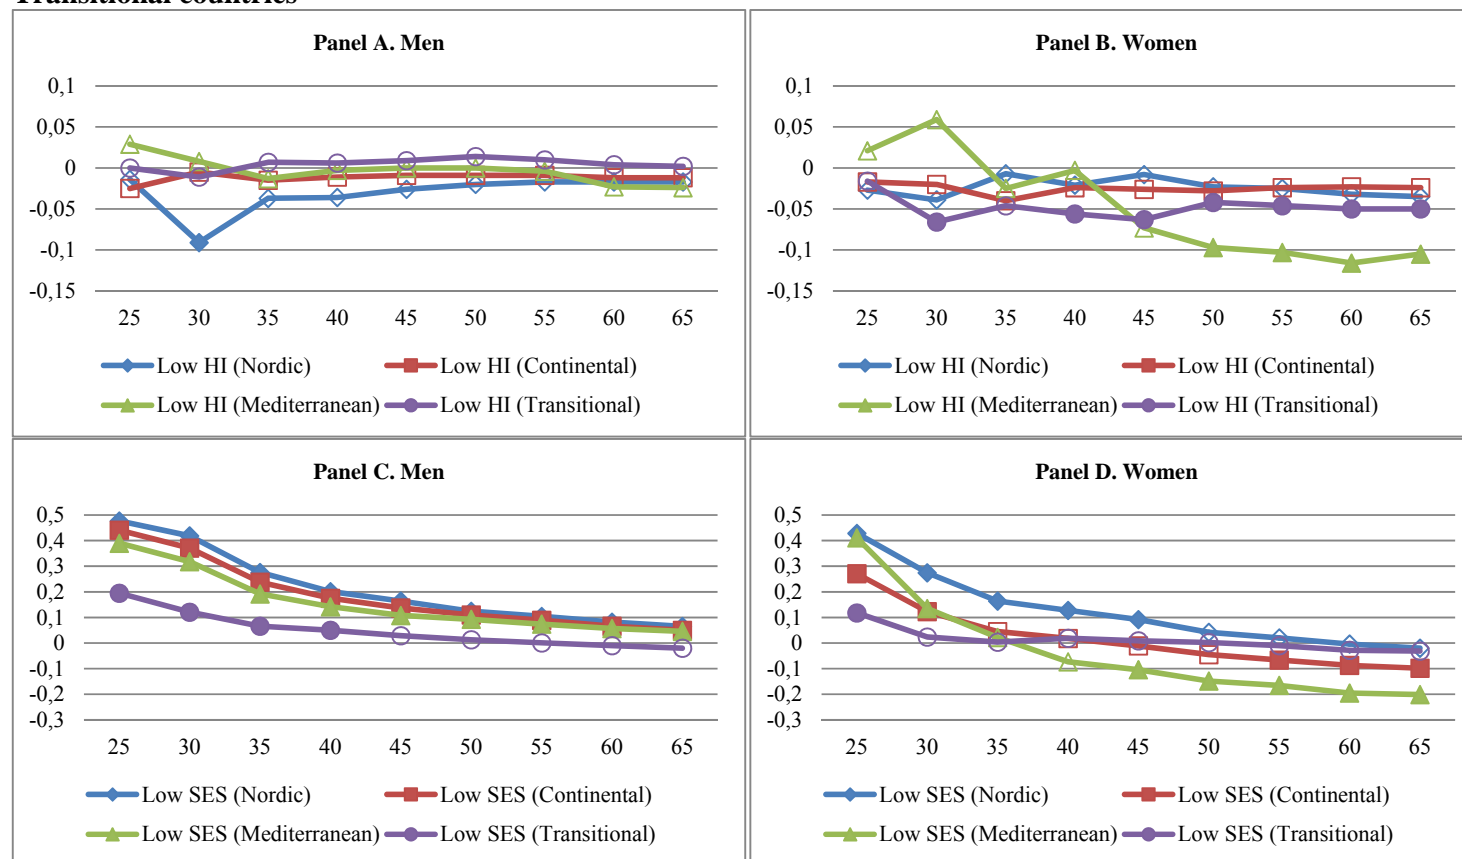 Transitional countries
Panel A. Men
0,1
0,05
0
-0,05
-0,1
-0,15
25 30 35 40 45 50 55 60 65
Low HI (Nordic) Low HI (Continental)
Low HI (Mediterranean) Low HI (Transitional)
Panel B. Women
0,1
0,05
0
-0,05
-0,1
-0,15
25 30 35 40 45 50 55 60 65
Low HI (Nordic) Low HI (Continental)
Low HI (Mediterranean) Low HI (Transitional)
Panel C. Men
0,5
0,4
0,3
0,2
0,1
0
-0,1
-0,2
-0,3
25 30 35 40 45 50 55 60 65
Low SES (Nordic) Low SES (Continental)
Low SES (Mediterranean) Low SES (Transitional)
Panel D. Women
0,5
0,4
0,3
0,2
0,1
0
-0,1
-0,2
-0,3
25 30 35 40 45 50 55 60 65
Low SES (Nordic) Low SES (Continental)
Low SES (Mediterranean) Low SES (Transitional)